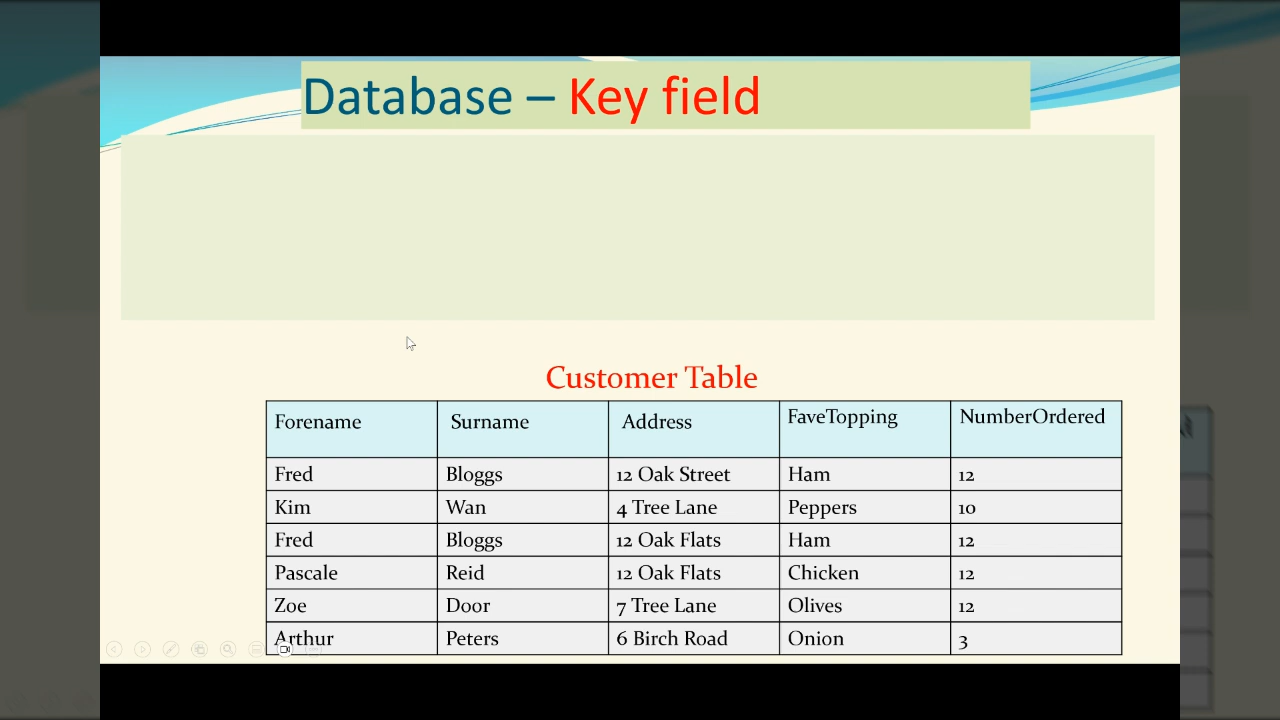 Database – Key field
Customer Table
Forename Surname Address FaveTopping NumberOrdered
Fred Bloggs 12 Oak Street Ham 12
Kim Wan 4 Tree Lane Peppers 10
Fred Bloggs 12 Oak Flats Ham 12
Pascale Reid 12 Oak Flats Chicken 12
Zoe Door 7 Tree Lane Olives 12
Arthur Peters 6 Birch Road Onion 3